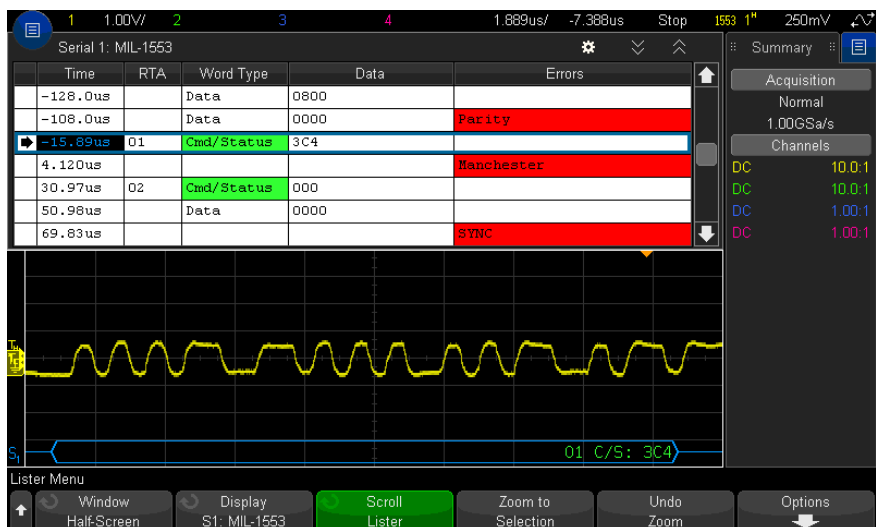 1 1.00V/ 2 3 4 1.889us/ -7.388us Stop 1553 1H 250mV
Serial 1: MIL-1553
Summary
Time RTA Word Type Data Errors
-128.0us Data 0800
-108.0us Data 0000 Parity
-15.89us 01 Cmd/Status 3C4
4.120us Manchester
30.97us 02 Cmd/Status 000
50.98us Data 0000
69.83us SYNC
Acquisition
Normal
1.00GSa/s
Channels
DC 10.0:1
DC 10.0:1
DC 1.00:1
DC 1.00:1
S1 01 C/S: 3C4
Lister Menu
Window Display Scroll Zoom to Undo Options
Half-Screen S1: MIL-1553 Lister Selection Zoom